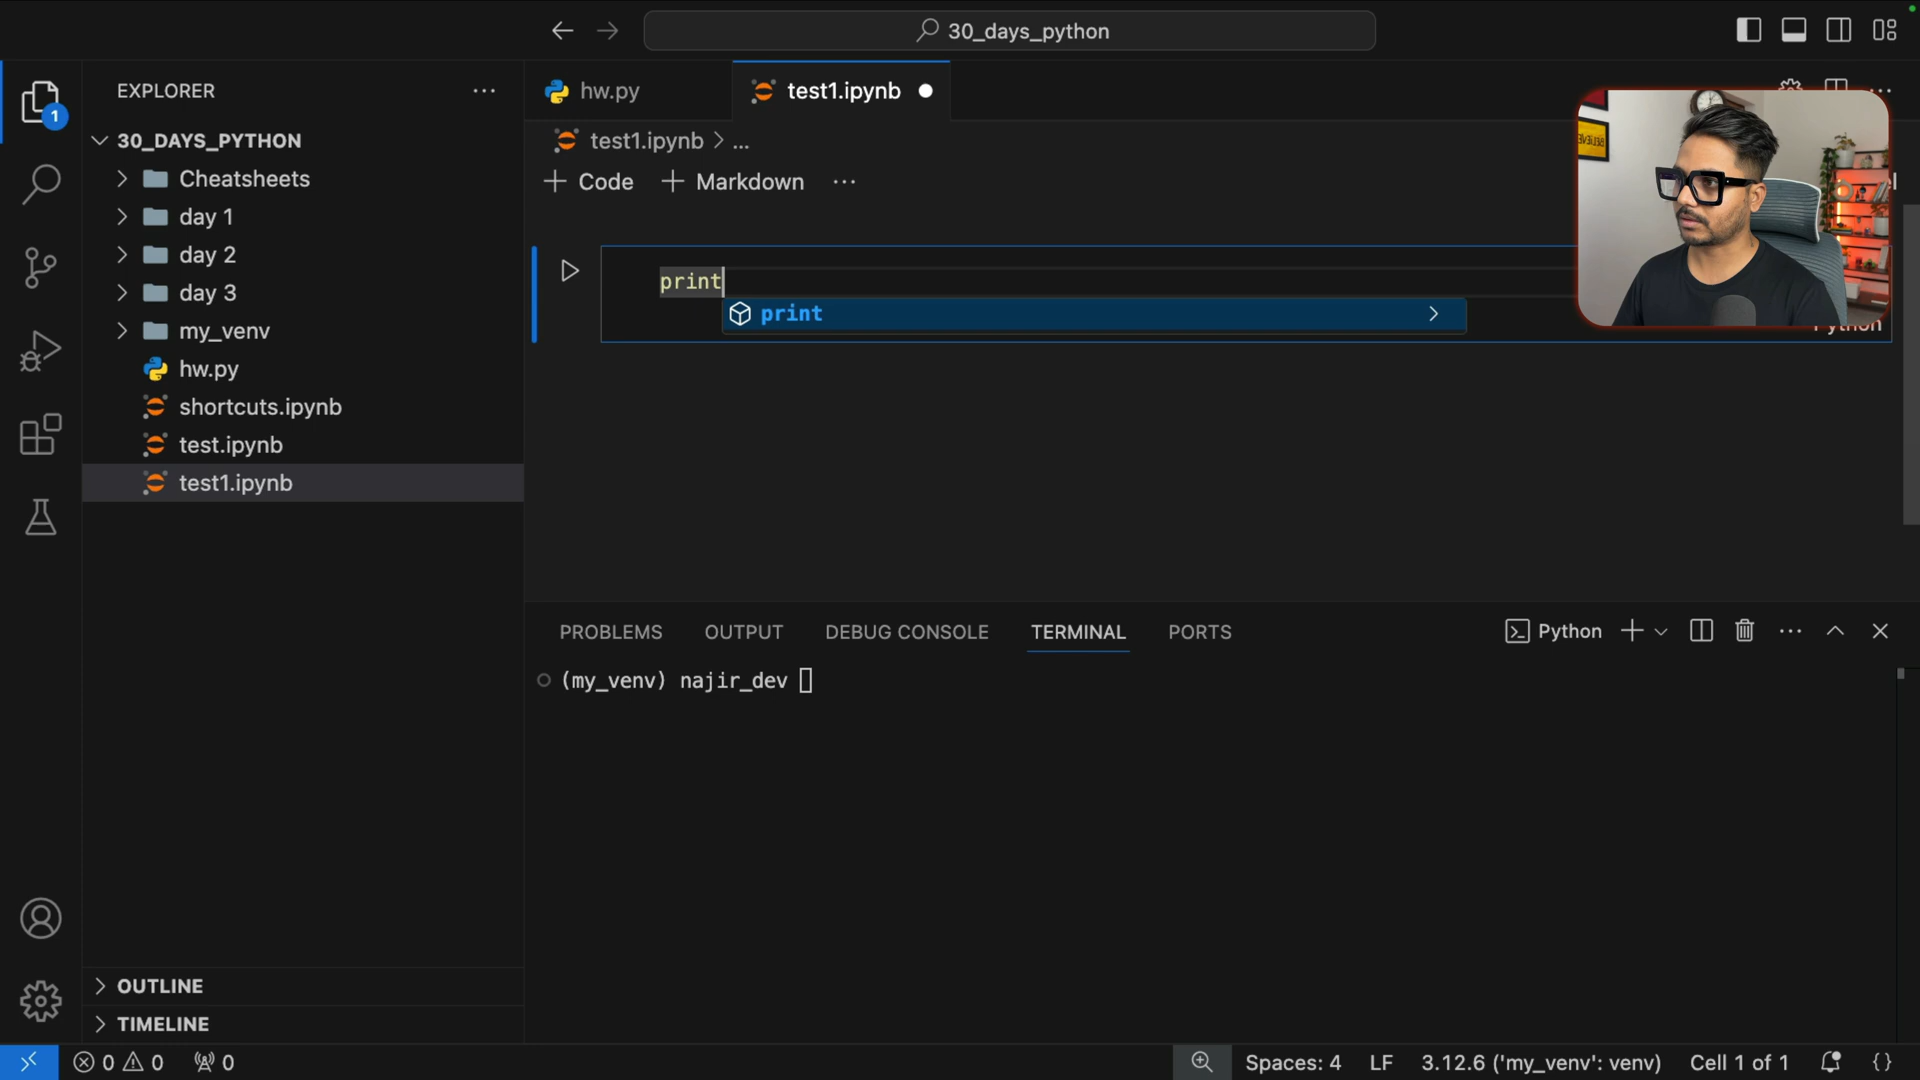 30_days_python
EXPLORER
hw.py
test1.ipynb
1
30_DAYS_PYTHON
test1.ipynb > ...
Cheatsheets
Code
Markdown
day 1
day 2
print
day 3
print
Python
my_venv
hw.py
shortcuts.ipynb
test.ipynb
test1.ipynb
PROBLEMS
OUTPUT
DEBUG CONSOLE
TERMINAL
PORTS
Python
(my_venv) najir_dev
OUTLINE
TIMELINE
0
0
0
Spaces: 4
LF
3.12.6 ('my_venv': venv)
Cell 1 of 1
{}